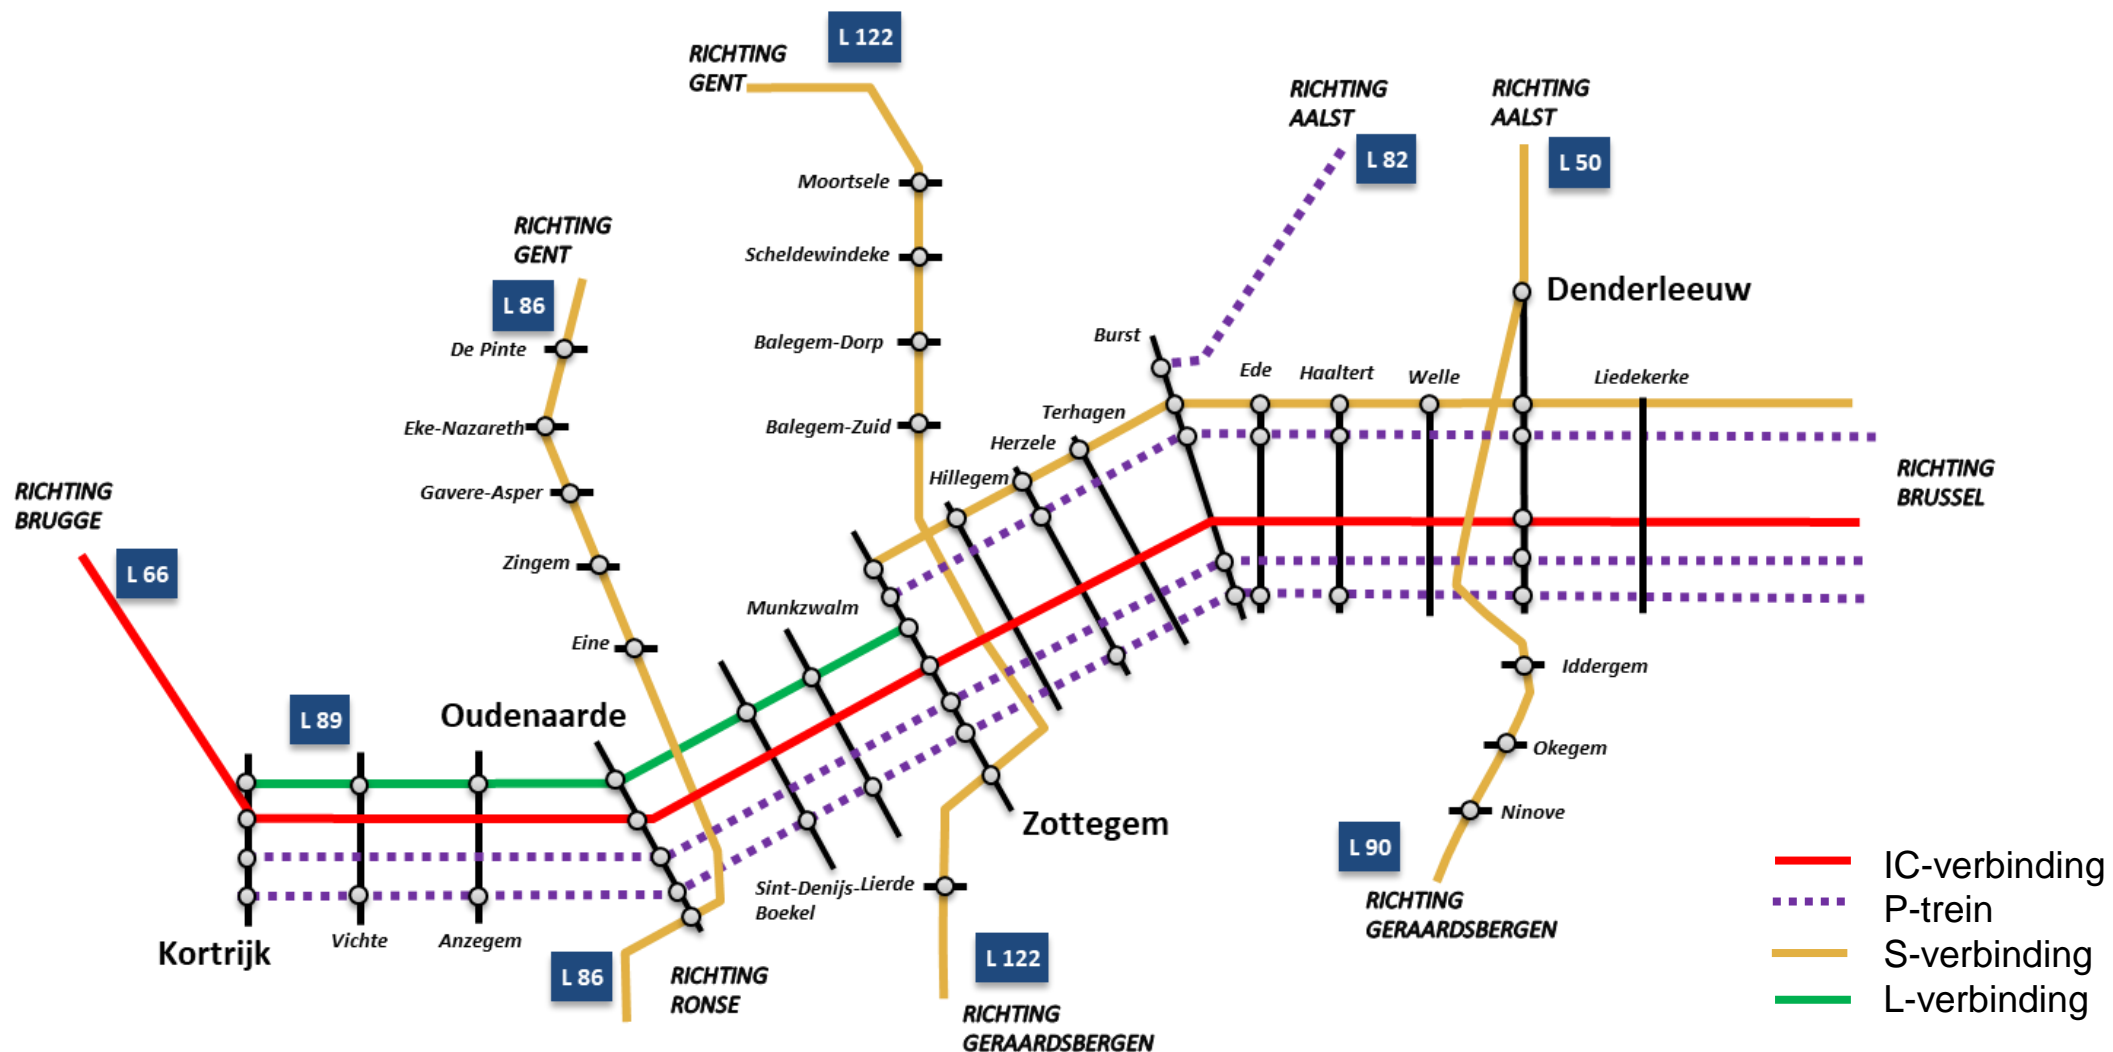 L 122
RICHTING
GENT
RICHTING
AALST
L 82
RICHTING
AALST
L 50
Moortsele
Scheldewindeke
Balegem-Dorp
Balegem-Zuid
RICHTING
GENT
L 86
De Pinte
Eke-Nazareth
Gavere-Asper
Zingem
Eine
Denderleeuw
Burst
Ede
Haaltert
Welle
Liedekerke
Terhagen
Herzele
Hillegem
RICHTING
BRUSSEL
RICHTING
BRUGGE
L 66
Munkzwalm
L 89
Oudenaarde
Iddergem
Okegem
Ninove
L 90
RICHTING
GERAARDSBERGEN
Zottegem
Sint-Denijs-
Boekel
Lierde
Kortrijk
Vichte
Anzegem
L 86
RICHTING
RONSE
L 122
RICHTING
GERAARDSBERGEN
IC-verbinding
P-trein
S-verbinding
L-verbinding